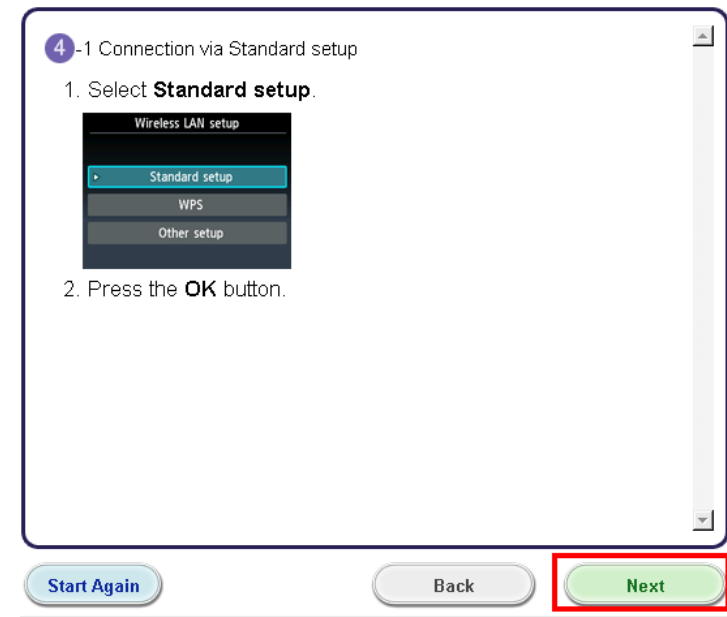 4-1 Connection via Standard setup
1. Select Standard setup.
Wireless LAN setup
Standard setup
WPS
Other setup
2. Press the OK button.
Start Again
Back
Next